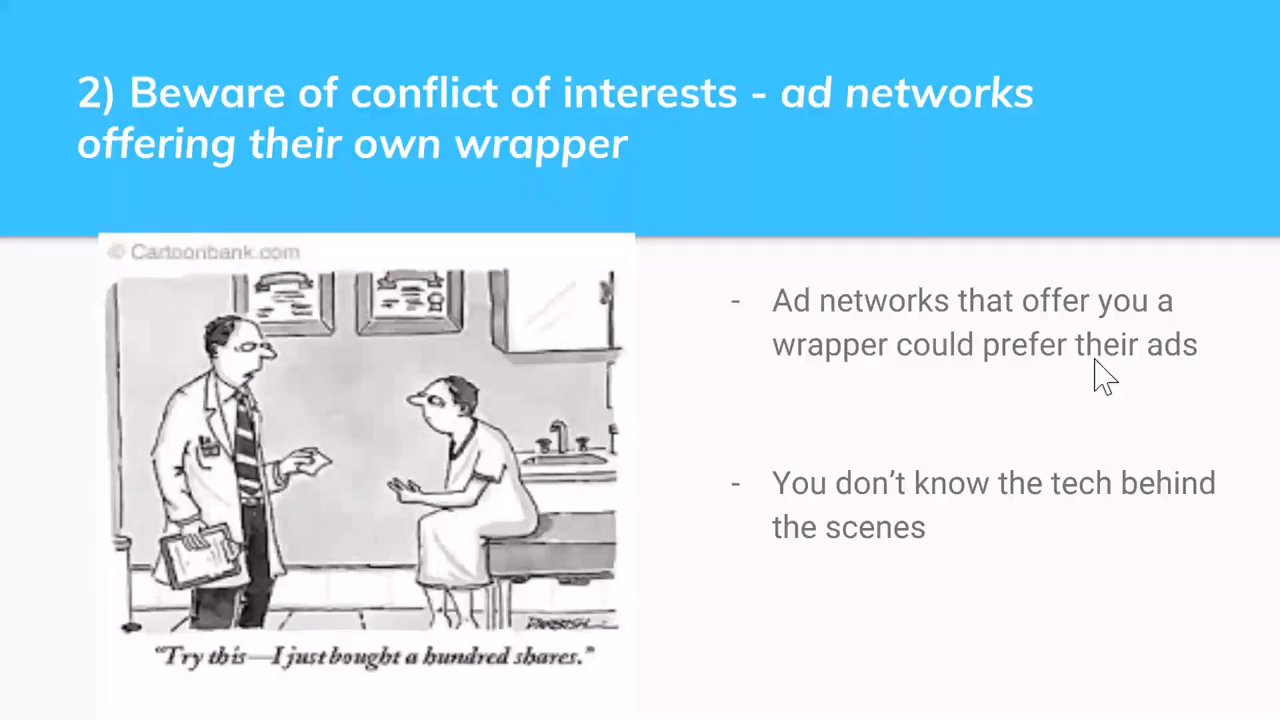 2) Beware of conflict of interests - ad networks
offering their own wrapper
© Cartoonbank.com
- Ad networks that offer you a
wrapper could prefer their ads
- You don’t know the tech behind
the scenes
“Try this—I just bought a hundred shares.”